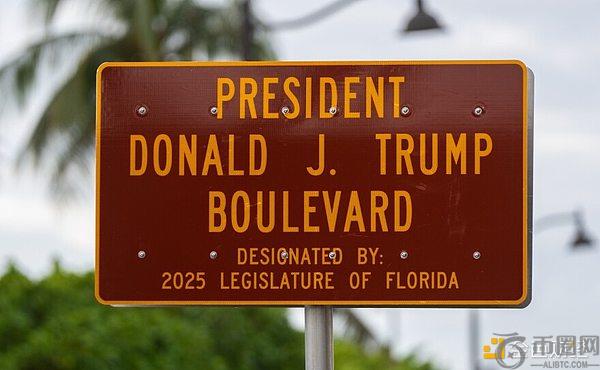 PRESIDENT
DONALD J. TRUMP
BOULEVARD
DESIGNATED BY:
2025 LEGISLATURE OF FLORIDA
币圈网
ALIBTC.COM